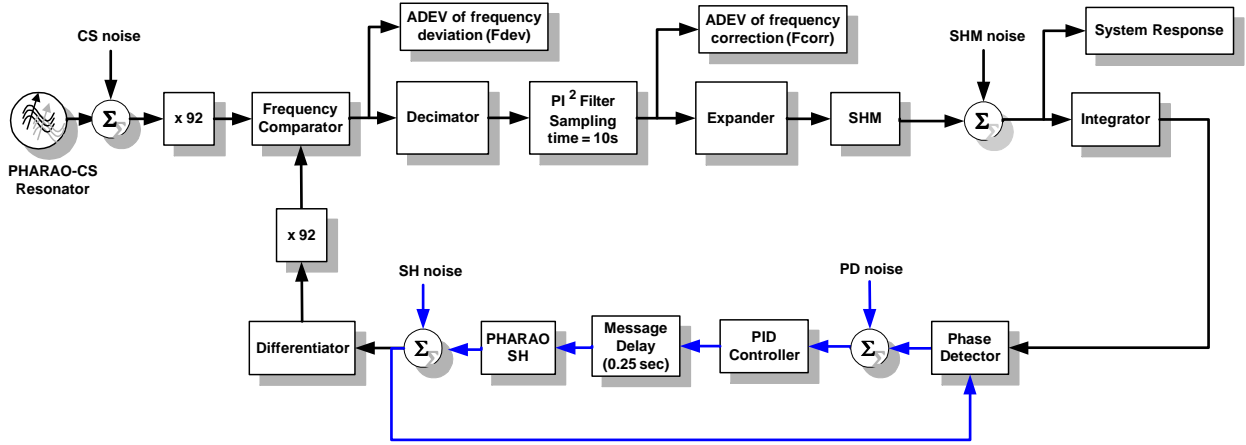 CS noise
PHARAO-CS
Resonator
Σ
x 92
Frequency
Comparator
ADEV of frequency
deviation (Fdev)
Decimator
PI 2 Filter
Sampling
time = 10s
ADEV of frequency
correction (Fcorr)
Expander
SHM
SHM noise
Σ
System Response
Integrator
x 92
Differentiator
SH noise
Σ
PHARAO
SH
Message
Delay
(0.25 sec)
PID
Controller
PD noise
Σ
Phase
Detector